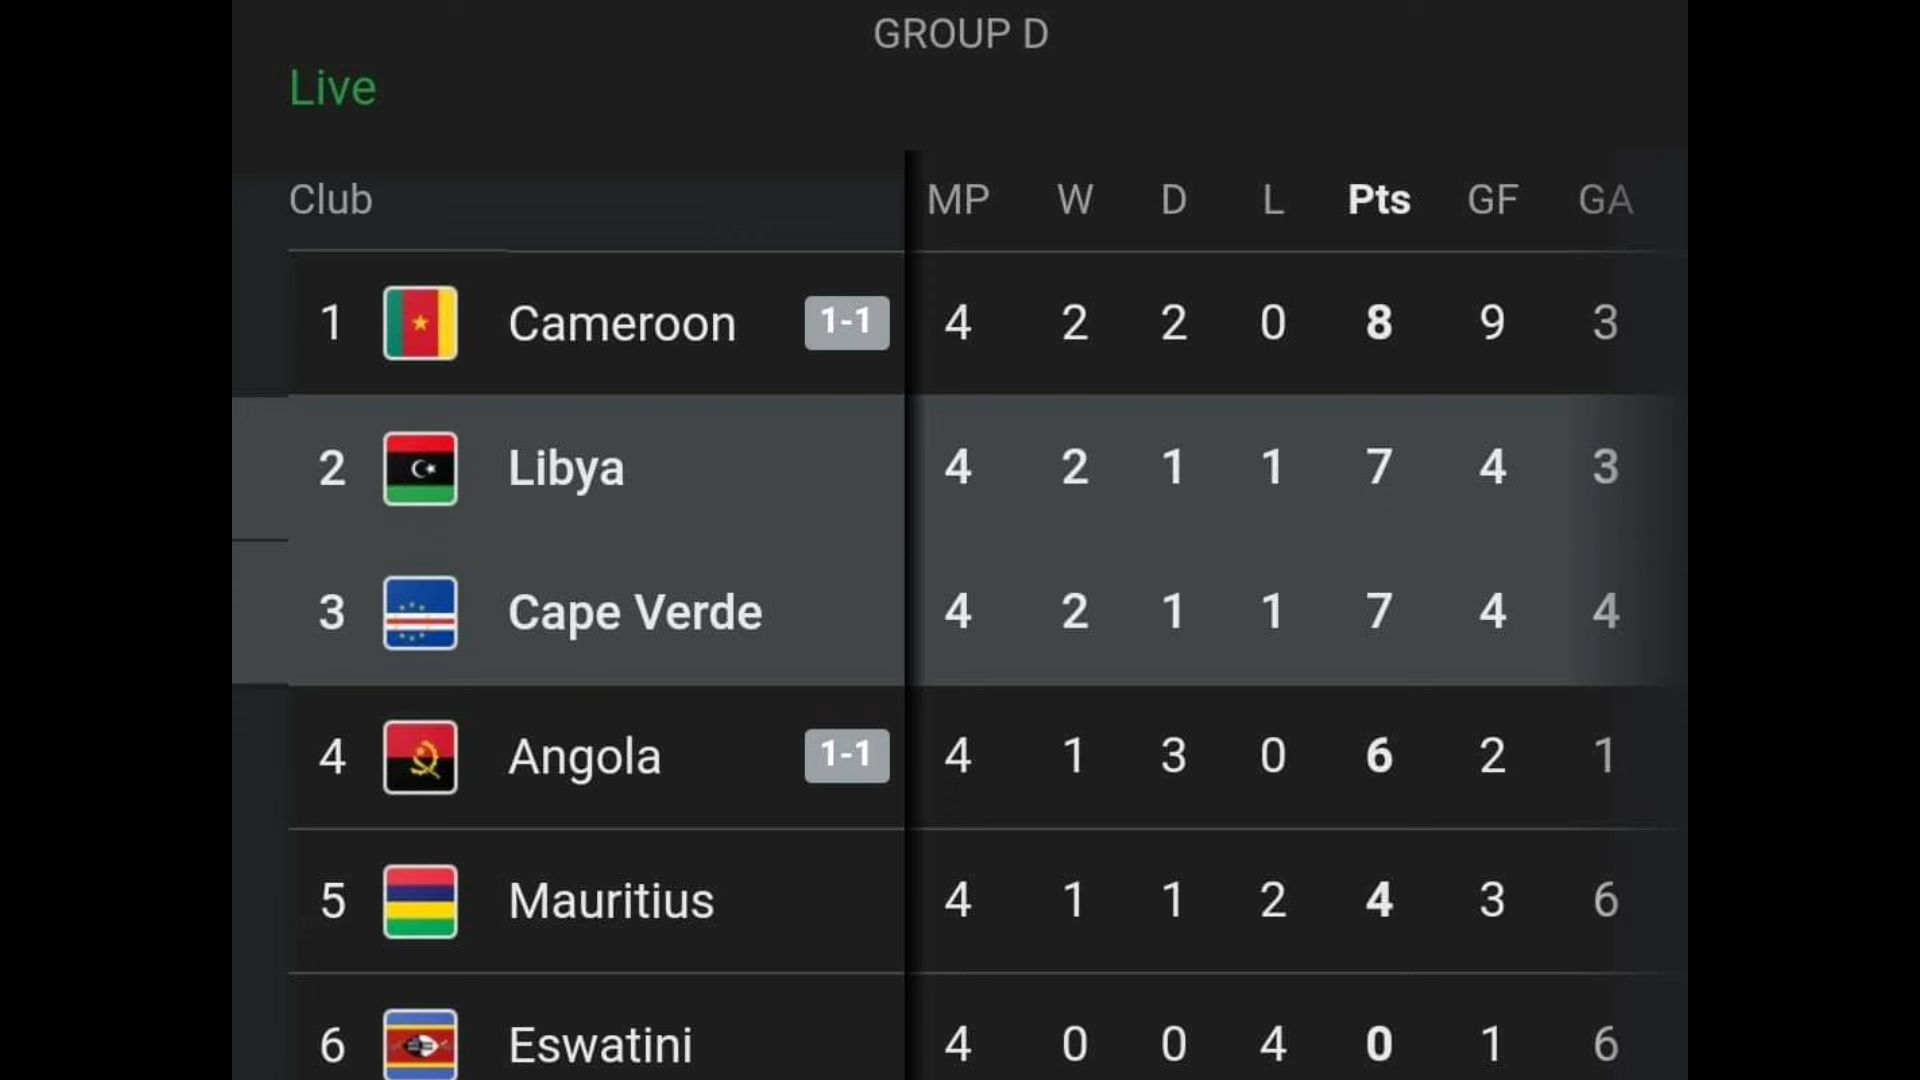 GROUP D
Live
Club MP W D L Pts GF GA
1 Cameroon 1-1 4 2 2 0 8 9 3
2 Libya 4 2 1 1 7 4 3
3 Cape Verde 4 2 1 1 7 4 4
4 Angola 1-1 4 1 3 0 6 2 1
5 Mauritius 4 1 1 2 4 3 6
6 Eswatini 4 0 0 4 0 1 6